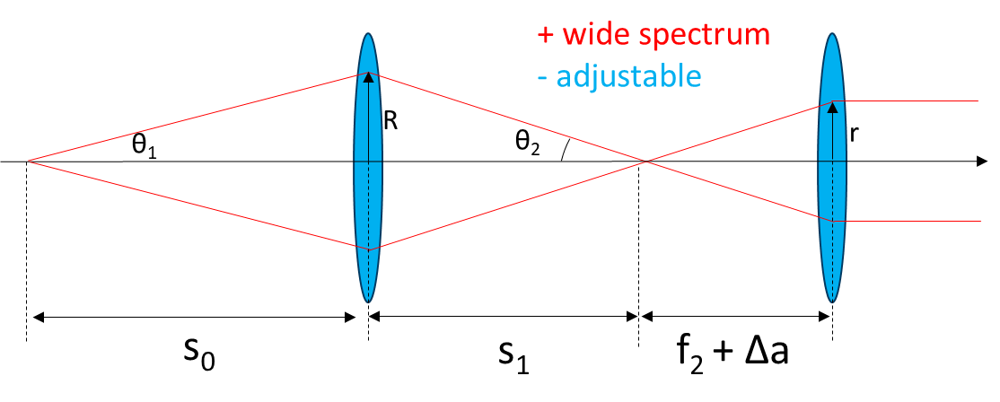 + wide spectrum
- adjustable
θ₁
R
θ₂
r
s₀
s₁
f₂ + Δa